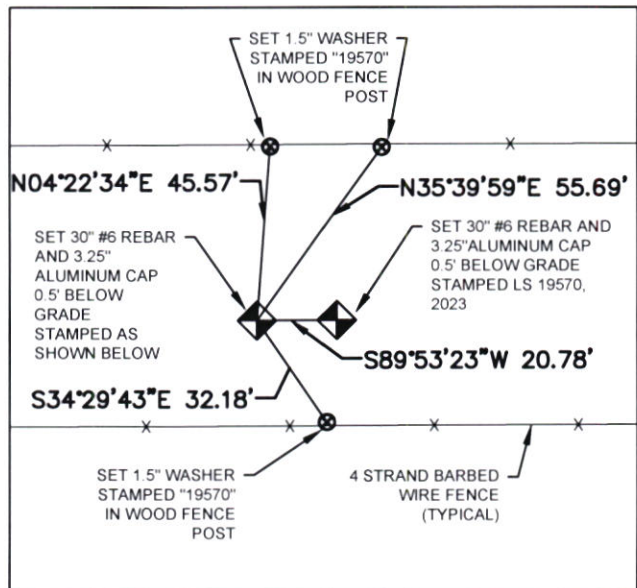 SET 1.5" WASHER
STAMPED "19570"
IN WOOD FENCE
POST
N04°22'34"E 45.57'
N35°39'59"E 55.69'
SET 30" #6 REBAR
AND 3.25"
ALUMINUM CAP
0.5' BELOW
GRADE
STAMPED AS
SHOWN BELOW
SET 30" #6 REBAR AND
3.25"ALUMINUM CAP
0.5' BELOW GRADE
STAMPED LS 19570,
2023
S89°53'23"W 20.78'
S34°29'43"E 32.18'
SET 1.5" WASHER
STAMPED "19570"
IN WOOD FENCE
POST
4 STRAND BARBED
WIRE FENCE
(TYPICAL)